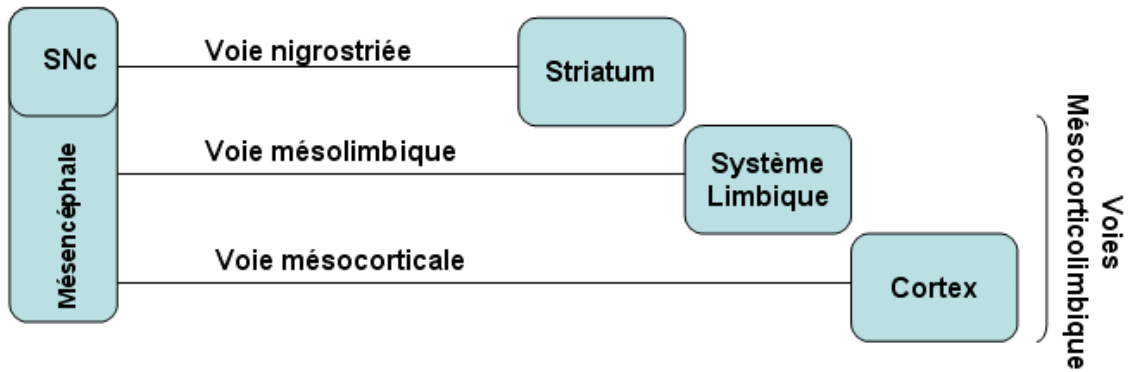 SNc
Voie nigrostriée
Striatum
Mésencéphale
Voie mésolimbique
Système
Limbique
Voie mésocorticale
Cortex
Voies
Mésocorticolimbique